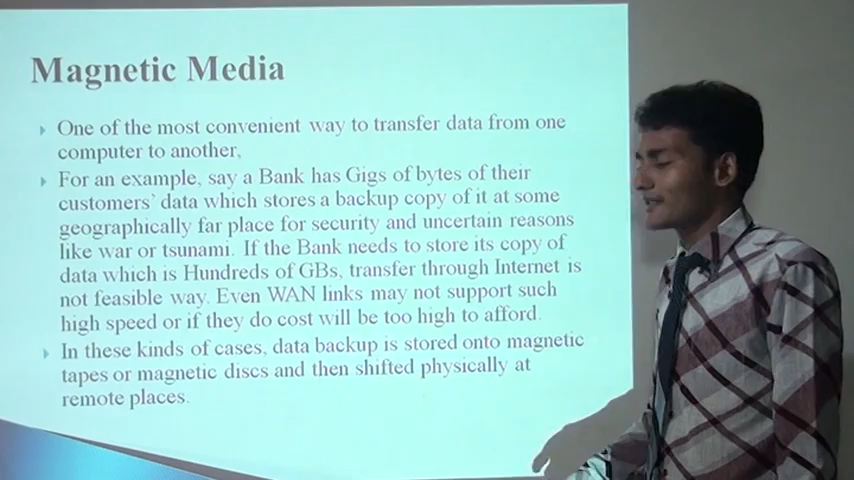 Magnetic Media
One of the most convenient way to transfer data from one
computer to another,
For an example, say a Bank has Gigs of bytes of their
customers' data which stores a backup copy of it at some
geographically far place for security and uncertain reasons
like war or tsunami. If the Bank needs to store its copy of
data which is Hundreds of GBs, transfer through Internet is
not feasible way. Even WAN links may not support such
high speed or if they do cost will be too high to afford.
In these kinds of cases, data backup is stored onto magnetic
tapes or magnetic discs and then shifted physically at
remote places.